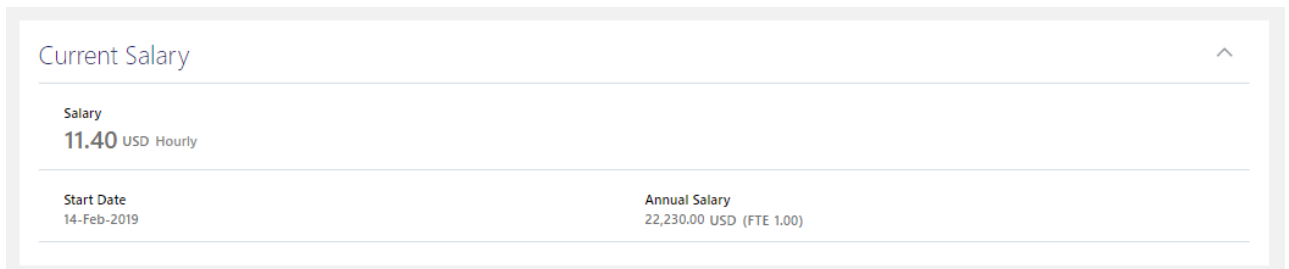 Current Salary
Salary
11.40 USD Hourly
Start Date
14-Feb-2019
Annual Salary
22,230.00 USD (FTE 1.00)